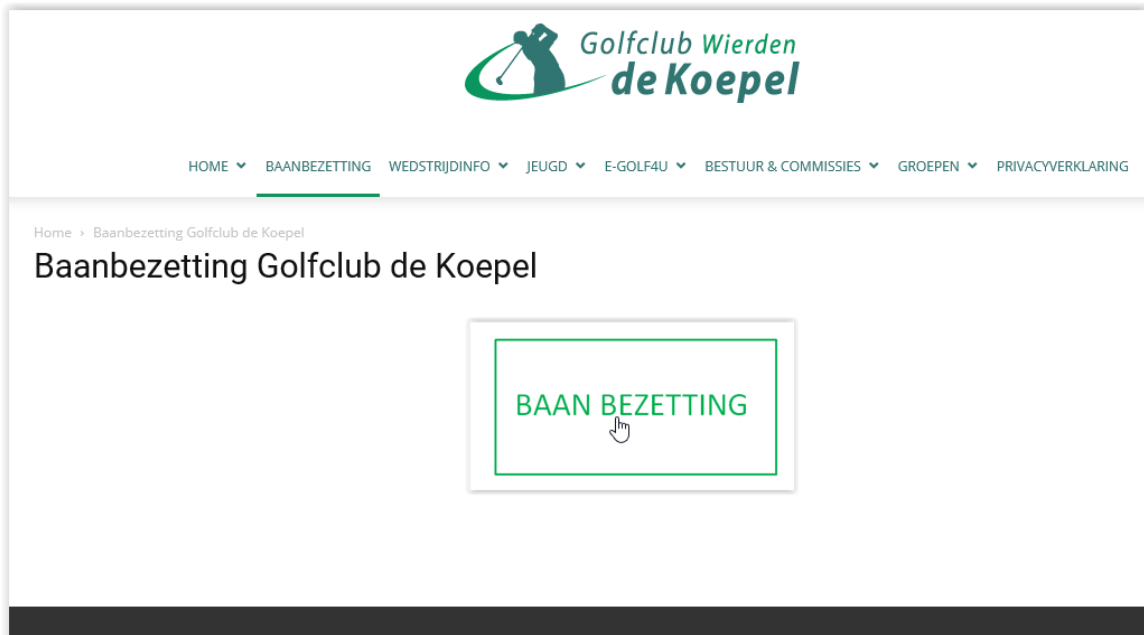 Golfclub Wierden
de Koepel
HOME BAANBEZETTING WEDSTRIJDINFO JEUGD E-GOLF4U BESTUUR & COMMISSIES GROEPEN PRIVACYVERKLARING
Home › Baanbezetting Golfclub de Koepel
Baanbezetting Golfclub de Koepel
BAAN BEZETTING